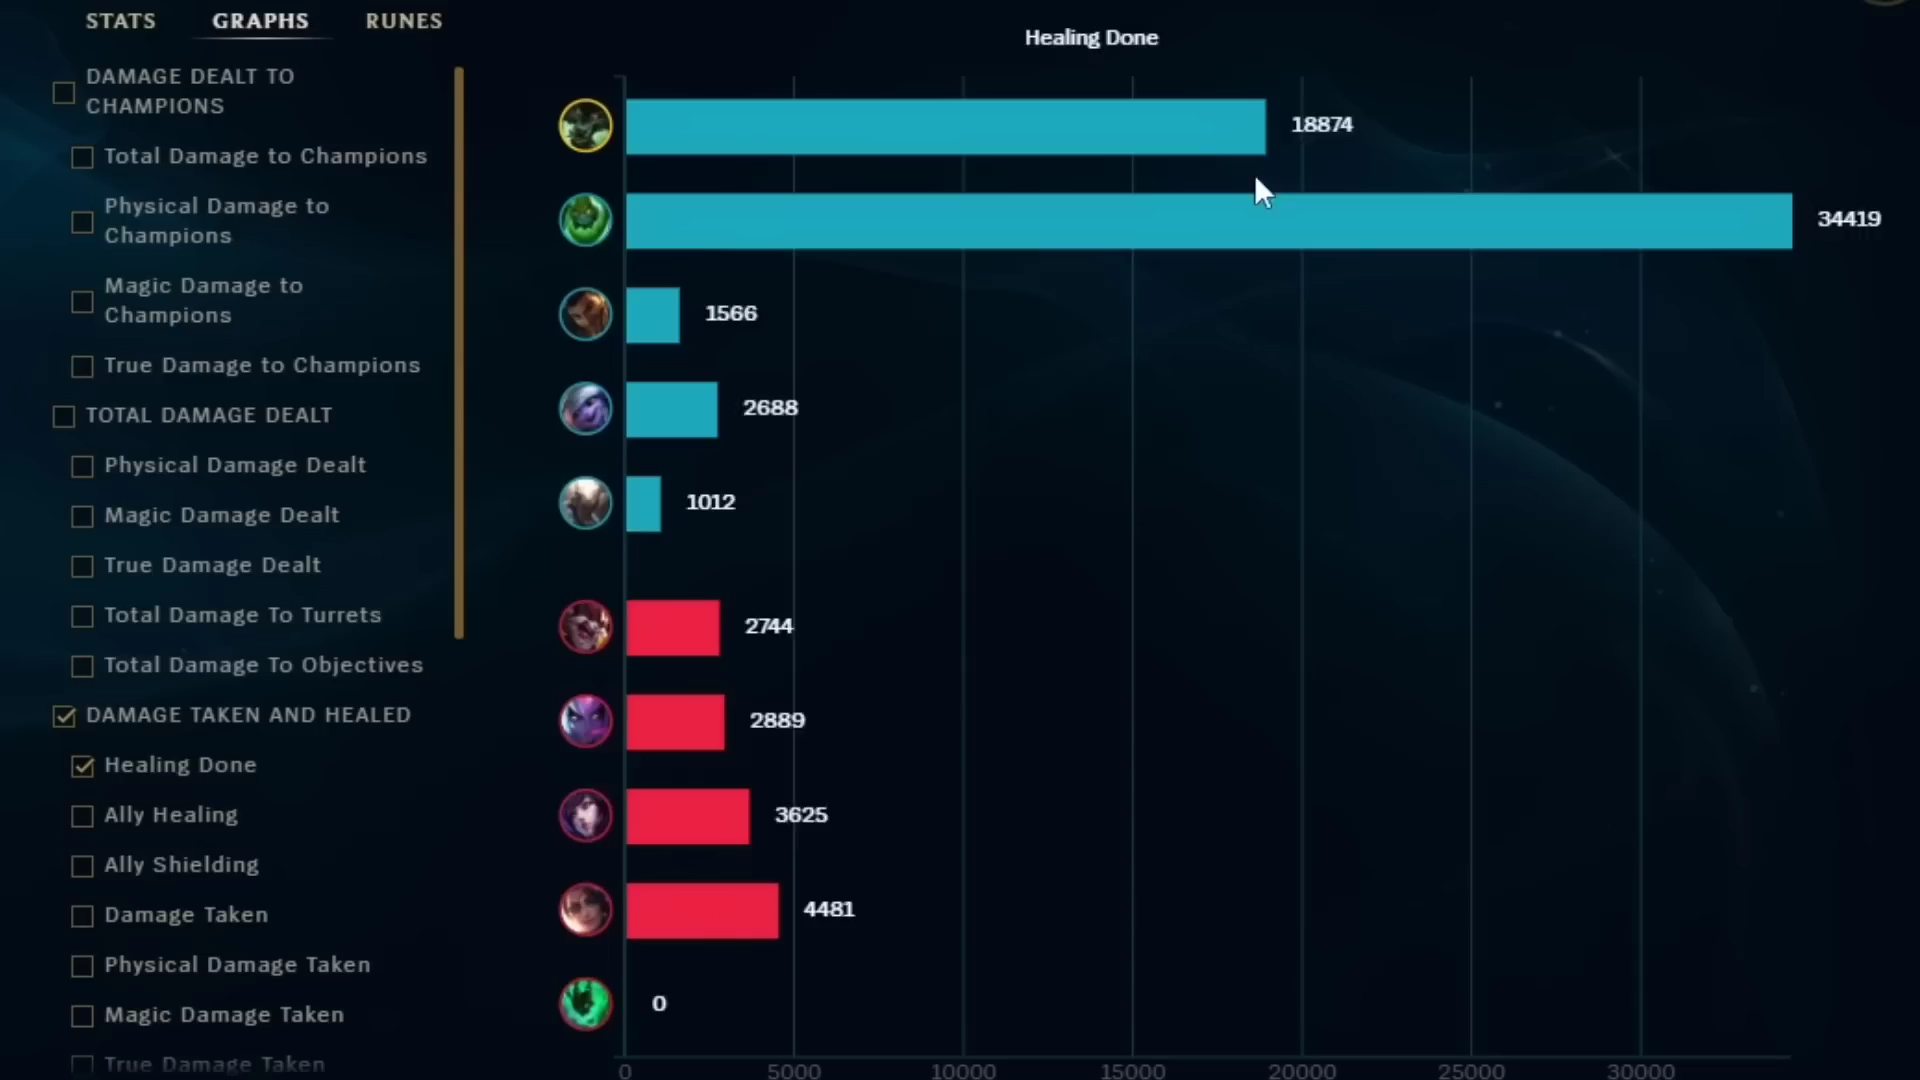 STATS GRAPHS RUNES
DAMAGE DEALT TO
CHAMPIONS
Total Damage to Champions
Physical Damage to
Champions
Magic Damage to
Champions
True Damage to Champions
TOTAL DAMAGE DEALT
Physical Damage Dealt
Magic Damage Dealt
True Damage Dealt
Total Damage To Turrets
Total Damage To Objectives
DAMAGE TAKEN AND HEALED
Healing Done
Ally Healing
Ally Shielding
Damage Taken
Physical Damage Taken
Magic Damage Taken
True Damage Taken
Healing Done
18874
34419
1566
2688
1012
2744
2889
3625
4481
0
0 5000 10000 15000 20000 25000 30000